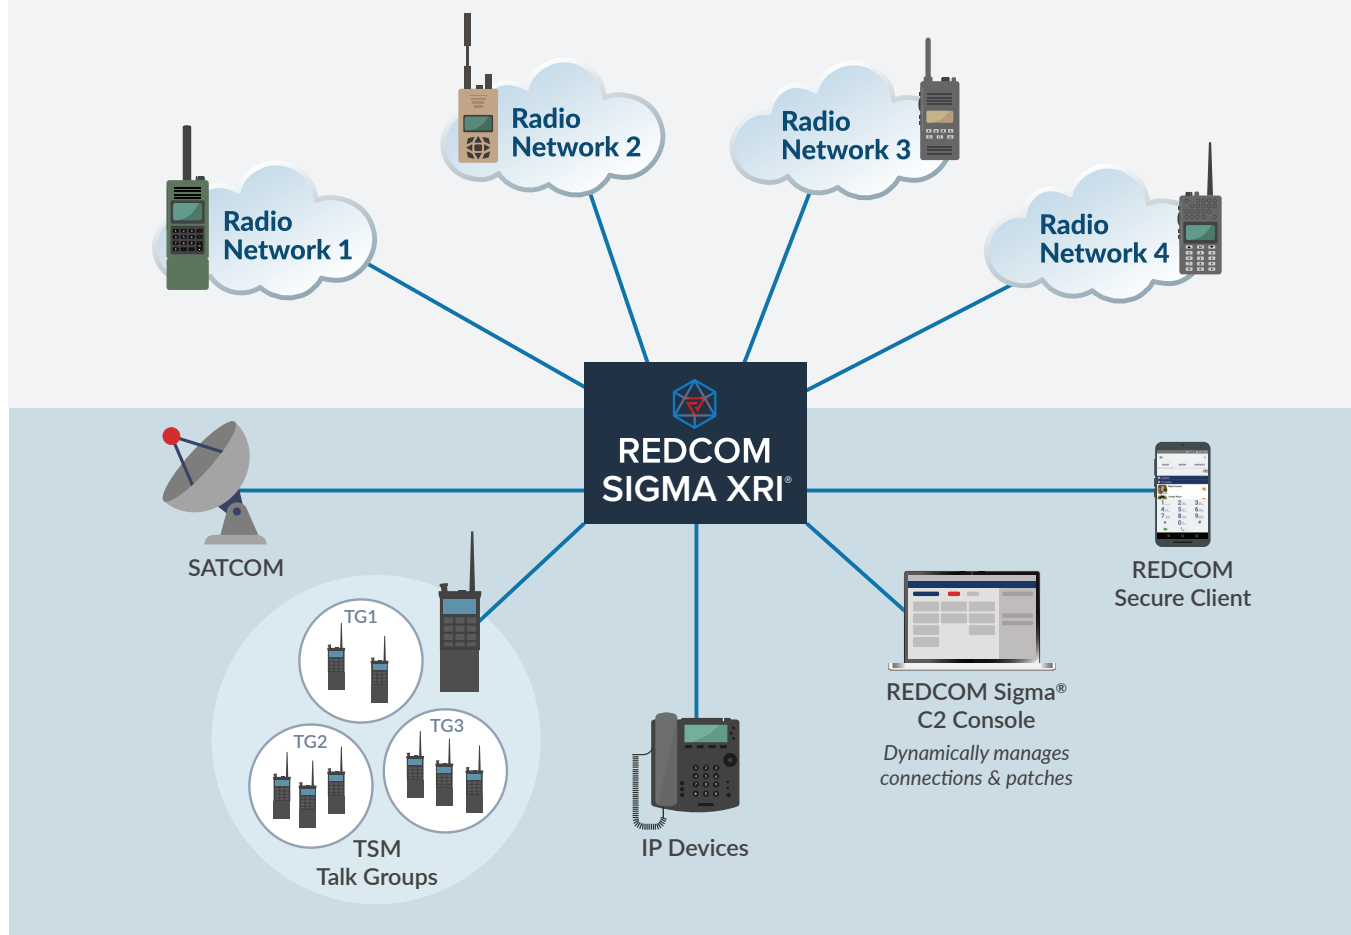 Radio
Network 1
Radio
Network 2
Radio
Network 3
Radio
Network 4
REDCOM
SIGMA XRI®
SATCOM
REDCOM
Secure Client
TG1
TG2
TG3
TSM
Talk Groups
IP Devices
REDCOM Sigma®
C2 Console
Dynamically manages
connections & patches